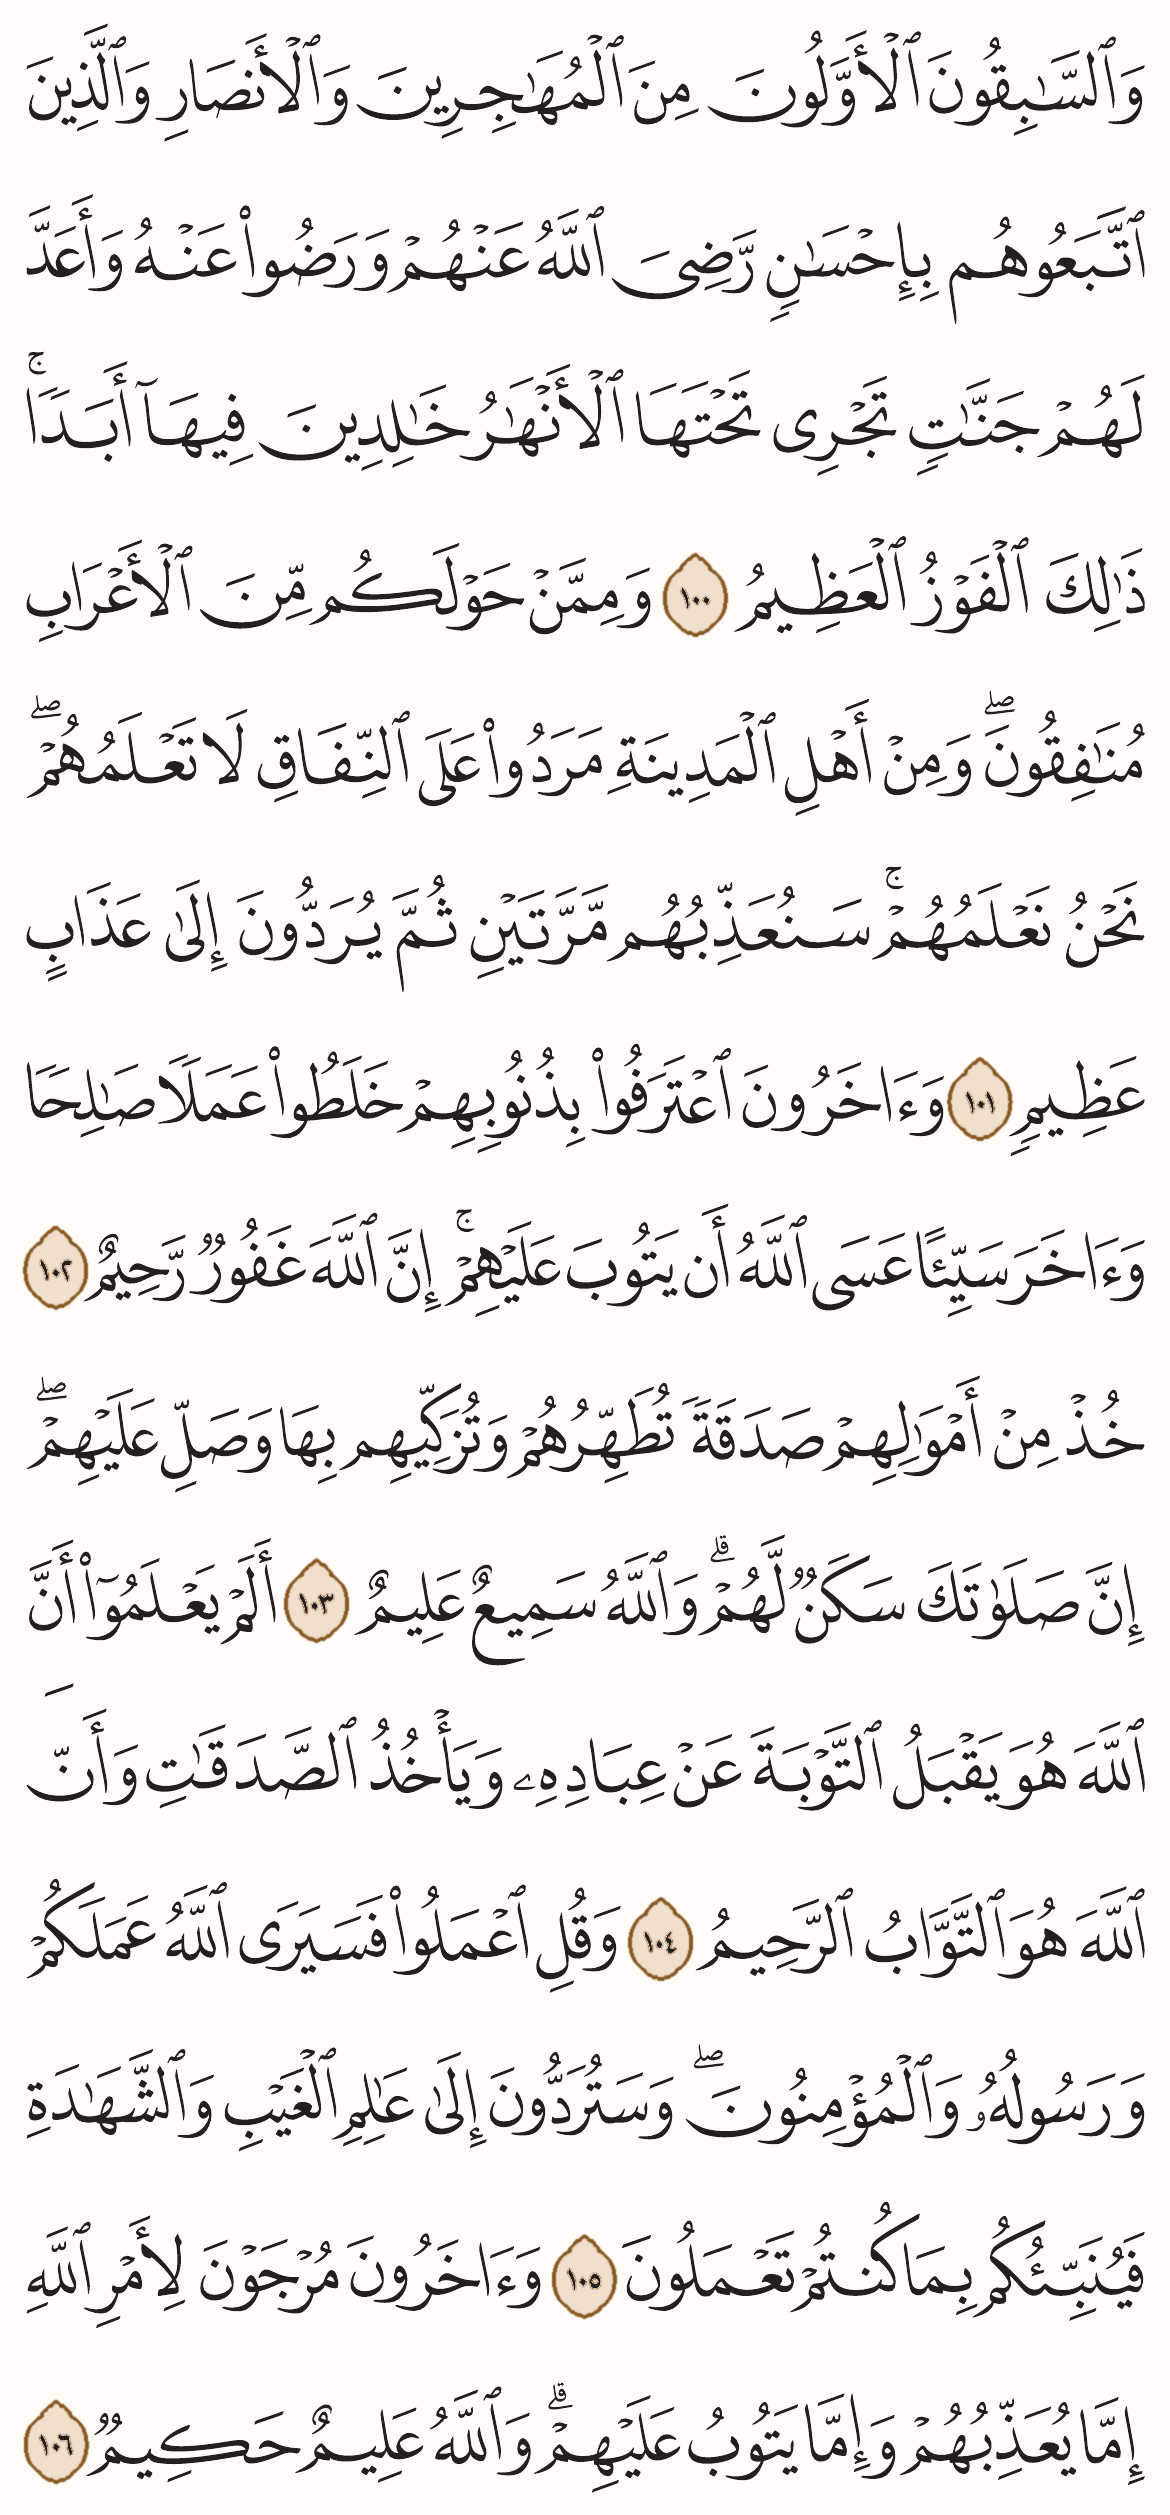 وَٱلسَّـٰبِقُونَ ٱلْأَوَّلُونَ مِنَ ٱلْمُهَـٰجِرِينَ وَٱلْأَنصَارِ وَٱلَّذِينَ
ٱتَّبَعُوهُم بِإِحْسَـٰنٍ رَّضِىَ ٱللَّهُ عَنْهُمْ وَرَضُوا۟ عَنْهُ وَأَعَدَّ
لَهُمْ جَنَّـٰتٍ تَجْرِى تَحْتَهَا ٱلْأَنْهَـٰرُ خَـٰلِدِينَ فِيهَآ أَبَدًا ۚ
ذَٰلِكَ ٱلْفَوْزُ ٱلْعَظِيمُ ١٠٠ وَمِمَّنْ حَوْلَكُم مِّنَ ٱلْأَعْرَابِ
مُنَـٰفِقُونَ ۖ وَمِنْ أَهْلِ ٱلْمَدِينَةِ مَرَدُوا۟ عَلَى ٱلنِّفَاقِ لَا تَعْلَمُهُمْ ۖ
نَحْنُ نَعْلَمُهُمْ ۚ سَنُعَذِّبُهُم مَّرَّتَيْنِ ثُمَّ يُرَدُّونَ إِلَىٰ عَذَابٍ
عَظِيمٍ ١٠١ وَءَاخَرُونَ ٱعْتَرَفُوا۟ بِذُنُوبِهِمْ خَلَطُوا۟ عَمَلًا صَـٰلِحًا
وَءَاخَرَ سَيِّئًا عَسَى ٱللَّهُ أَن يَتُوبَ عَلَيْهِمْ ۚ إِنَّ ٱللَّهَ غَفُورٌ رَّحِيمٌ ١٠٢
خُذْ مِنْ أَمْوَٰلِهِمْ صَدَقَةً تُطَهِّرُهُمْ وَتُزَكِّيهِم بِهَا وَصَلِّ عَلَيْهِمْ ۖ
إِنَّ صَلَوٰتَكَ سَكَنٌ لَّهُمْ ۗ وَٱللَّهُ سَمِيعٌ عَلِيمٌ ١٠٣ أَلَمْ يَعْلَمُوٓا۟ أَنَّ
ٱللَّهَ هُوَ يَقْبَلُ ٱلتَّوْبَةَ عَنْ عِبَادِهِۦ وَيَأْخُذُ ٱلصَّدَقَـٰتِ وَأَنَّ
ٱللَّهَ هُوَ ٱلتَّوَّابُ ٱلرَّحِيمُ ١٠٤ وَقُلِ ٱعْمَلُوا۟ فَسَيَرَى ٱللَّهُ عَمَلَكُمْ
وَرَسُولُهُۥ وَٱلْمُؤْمِنُونَ ۖ وَسَتُرَدُّونَ إِلَىٰ عَـٰلِمِ ٱلْغَيْبِ وَٱلشَّهَـٰدَةِ
فَيُنَبِّئُكُم بِمَا كُنتُمْ تَعْمَلُونَ ١٠٥ وَءَاخَرُونَ مُرْجَوْنَ لِأَمْرِ ٱللَّهِ
إِمَّا يُعَذِّبُهُمْ وَإِمَّا يَتُوبُ عَلَيْهِمْ ۗ وَٱللَّهُ عَلِيمٌ حَكِيمٌ ١٠٦